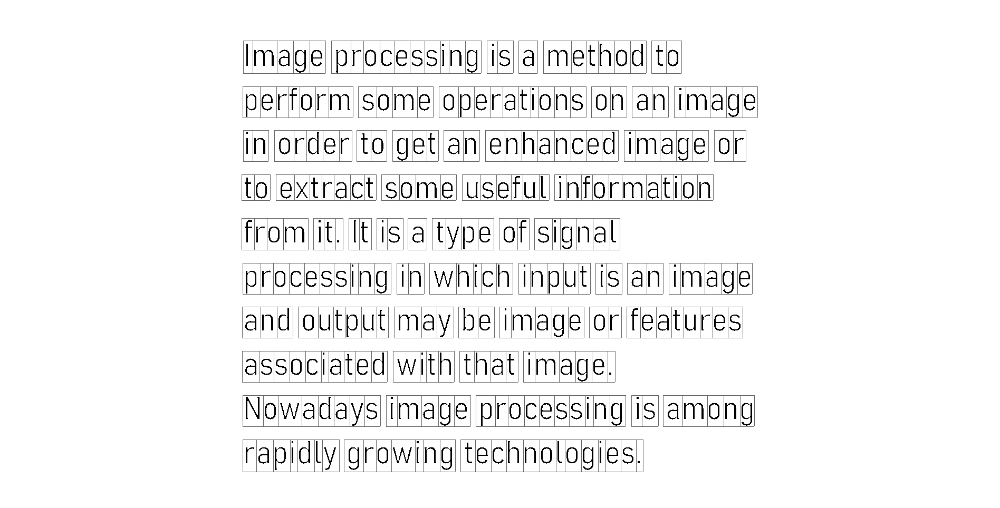 Image processing is a method to
perform some operations on an image
in order to get an enhanced image or
to extract some useful information
from it. It is a type of signal
processing in which input is an image
and output may be image or features
associated with that image.
Nowadays image processing is among
rapidly growing technologies.